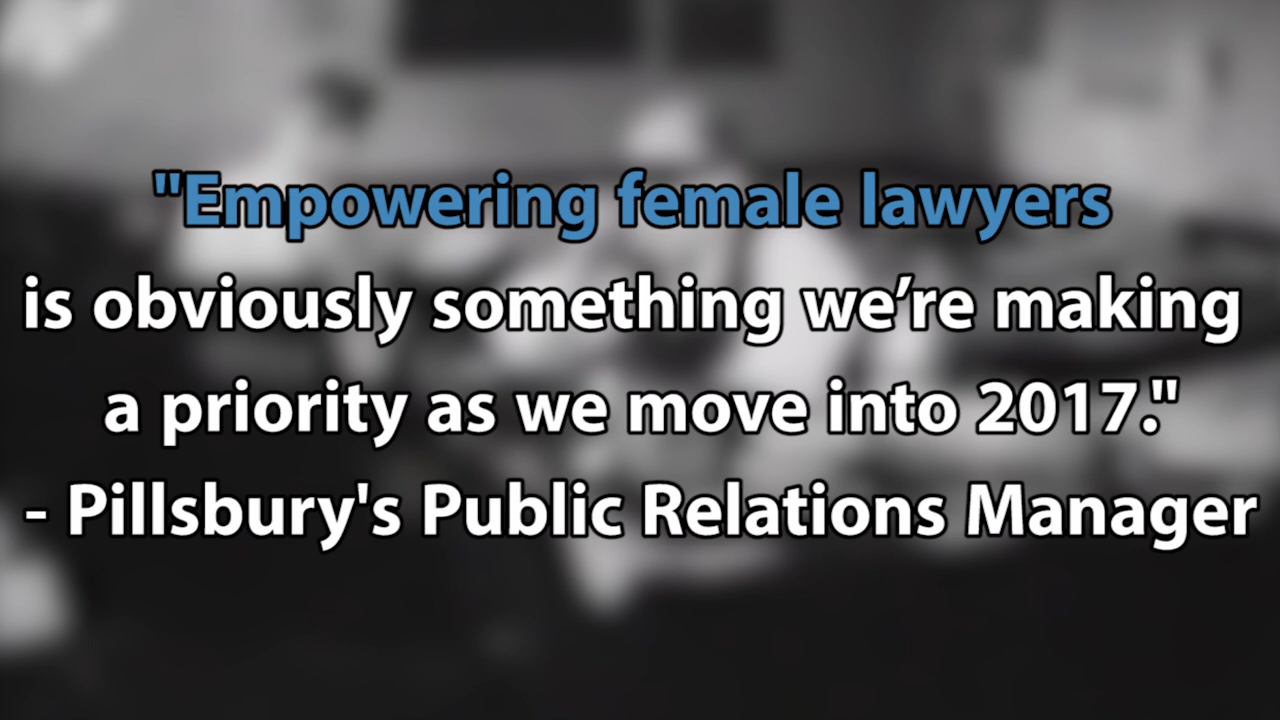 "Empowering female lawyers
is obviously something we’re making
a priority as we move into 2017."
- Pillsbury's Public Relations Manager